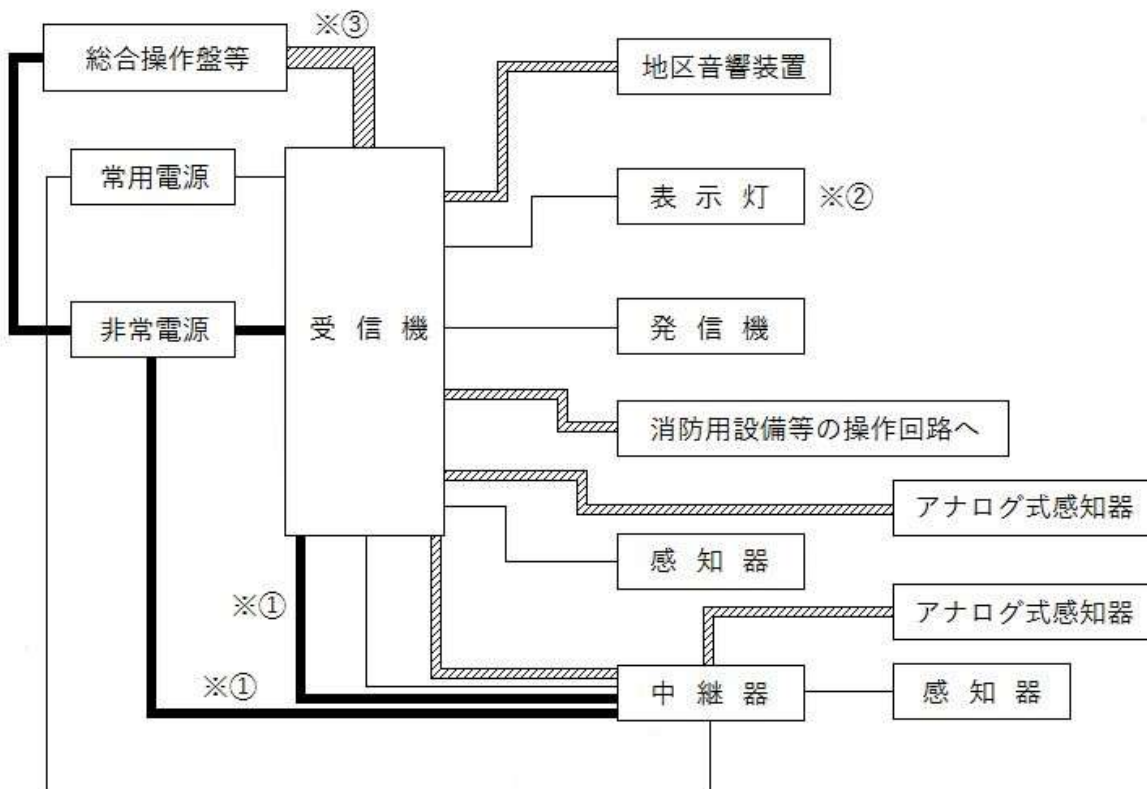 ※③
総合操作盤等
地区音響装置
常用電源
表示灯
※②
非常電源
受信機
発信機
消防用設備等の操作回路へ
アナログ式感知器
感知器
※①
アナログ式感知器
※①
中継器
感知器